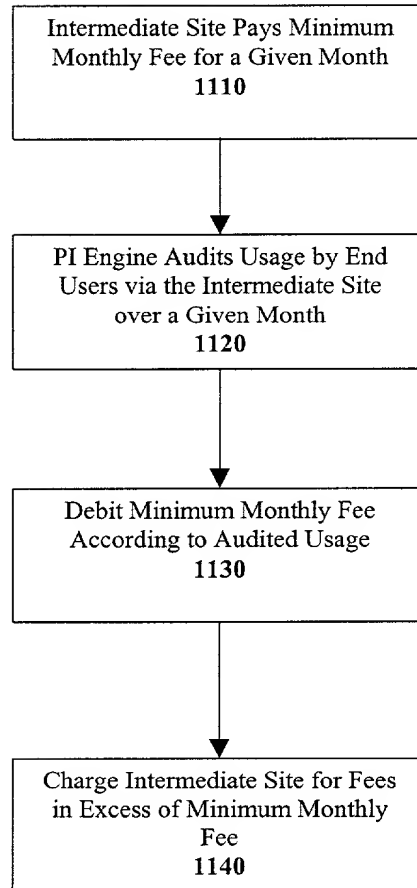 Intermediate Site Pays Minimum
Monthly Fee for a Given Month
1110
PI Engine Audits Usage by End
Users via the Intermediate Site
over a Given Month
1120
Debit Minimum Monthly Fee
According to Audited Usage
1130
Charge Intermediate Site for Fees
in Excess of Minimum Monthly
Fee
1140